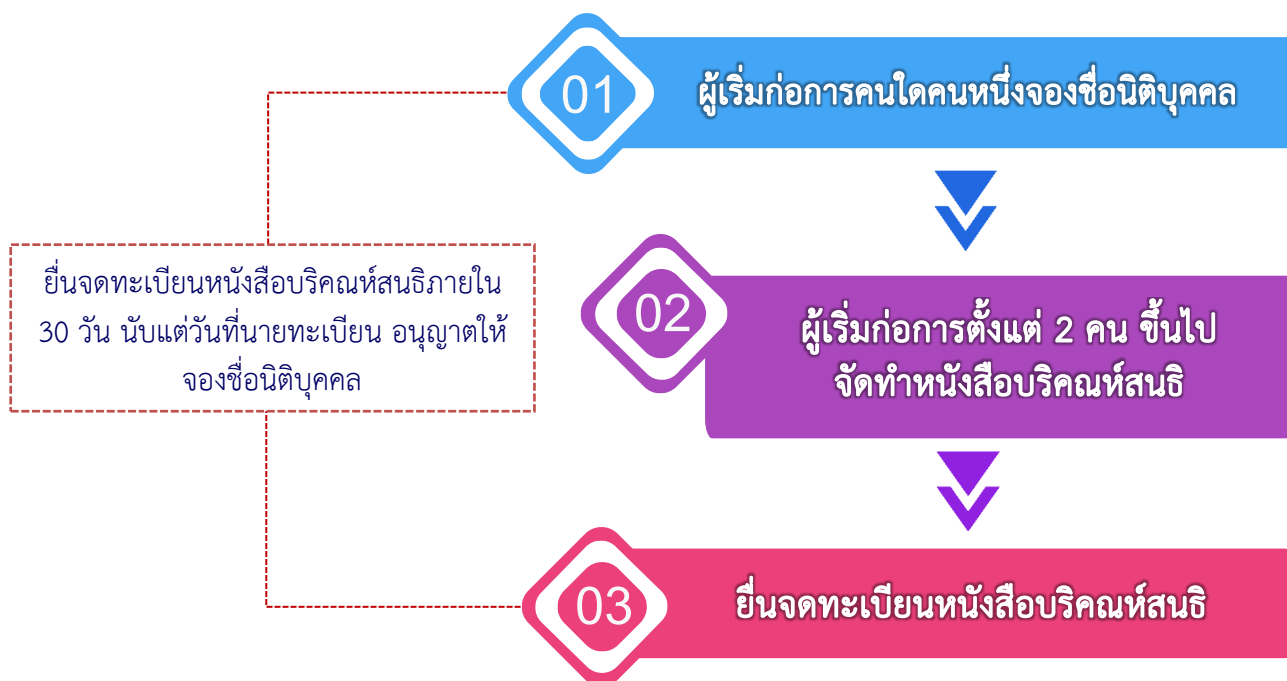 01
ผู้เริ่มก่อการคนใดคนหนึ่งจองชื่อนิติบุคคล
ยื่นจดทะเบียนหนังสือบริคณห์สนธิภายใน
30 วัน นับแต่วันที่นายทะเบียน อนุญาตให้
จองชื่อนิติบุคคล
02
ผู้เริ่มก่อการตั้งแต่ 2 คน ขึ้นไป
จัดทำหนังสือบริคณห์สนธิ
03
ยื่นจดทะเบียนหนังสือบริคณห์สนธิ